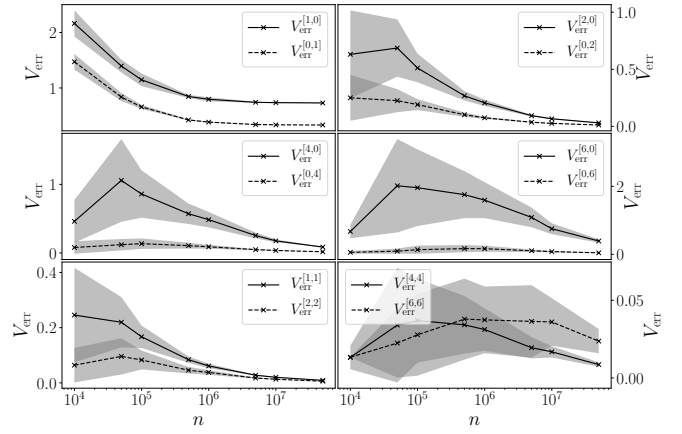 2
1
V_err
V_err^[1,0]
V_err^[0,1]
V_err^[2,0]
V_err^[0,2]
1.0
0.5
0.0
V_err
1
0
V_err
V_err^[4,0]
V_err^[0,4]
V_err^[6,0]
V_err^[0,6]
2
0
V_err
0.4
0.2
0.0
V_err
V_err^[1,1]
V_err^[2,2]
V_err^[4,4]
V_err^[6,6]
0.05
0.00
V_err
10^4 10^5 10^6 10^7
10^4 10^5 10^6 10^7
n
n